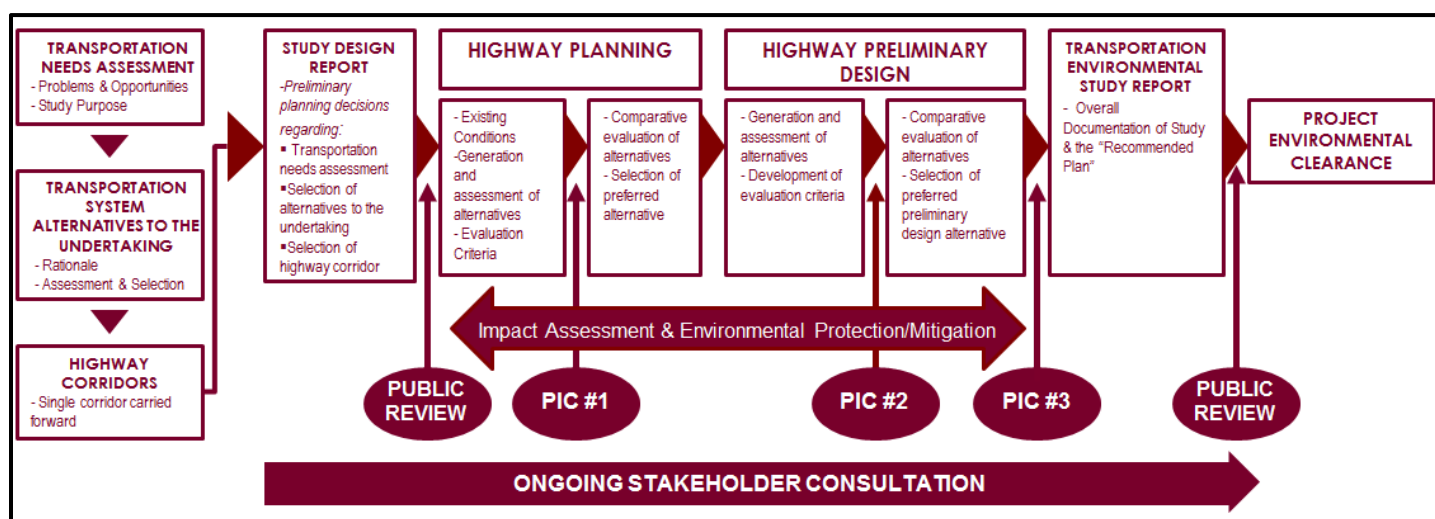 TRANSPORTATION
NEEDS ASSESSMENT
- Problems & Opportunities
- Study Purpose
TRANSPORTATION
SYSTEM
ALTERNATIVES TO THE
UNDERTAKING
- Rationale
- Assessment & Selection
HIGHWAY
CORRIDORS
- Single corridor carried
forward
STUDY DESIGN
REPORT
-Preliminary
planning decisions
regarding:
▪ Transportation
needs assessment
▪Selection of
alternatives to the
undertaking
▪Selection of
highway corridor
HIGHWAY PLANNING
- Existing
Conditions
-Generation
and
assessment of
alternatives
- Evaluation
Criteria
- Comparative
evaluation of
alternatives
- Selection of
preferred
alternative
HIGHWAY PRELIMINARY
DESIGN
- Generation and
assessment of
alternatives
- Development of
evaluation criteria
- Comparative
evaluation of
alternatives
- Selection of
preferred
preliminary
design alternative
TRANSPORTATION
ENVIRONMENTAL
STUDY REPORT
- Overall
Documentation of Study
& the “Recommended
Plan”
PROJECT
ENVIRONMENTAL
CLEARANCE
Impact Assessment & Environmental Protection/Mitigation
PUBLIC
REVIEW
PIC #1
PIC #2
PIC #3
PUBLIC
REVIEW
ONGOING STAKEHOLDER CONSULTATION